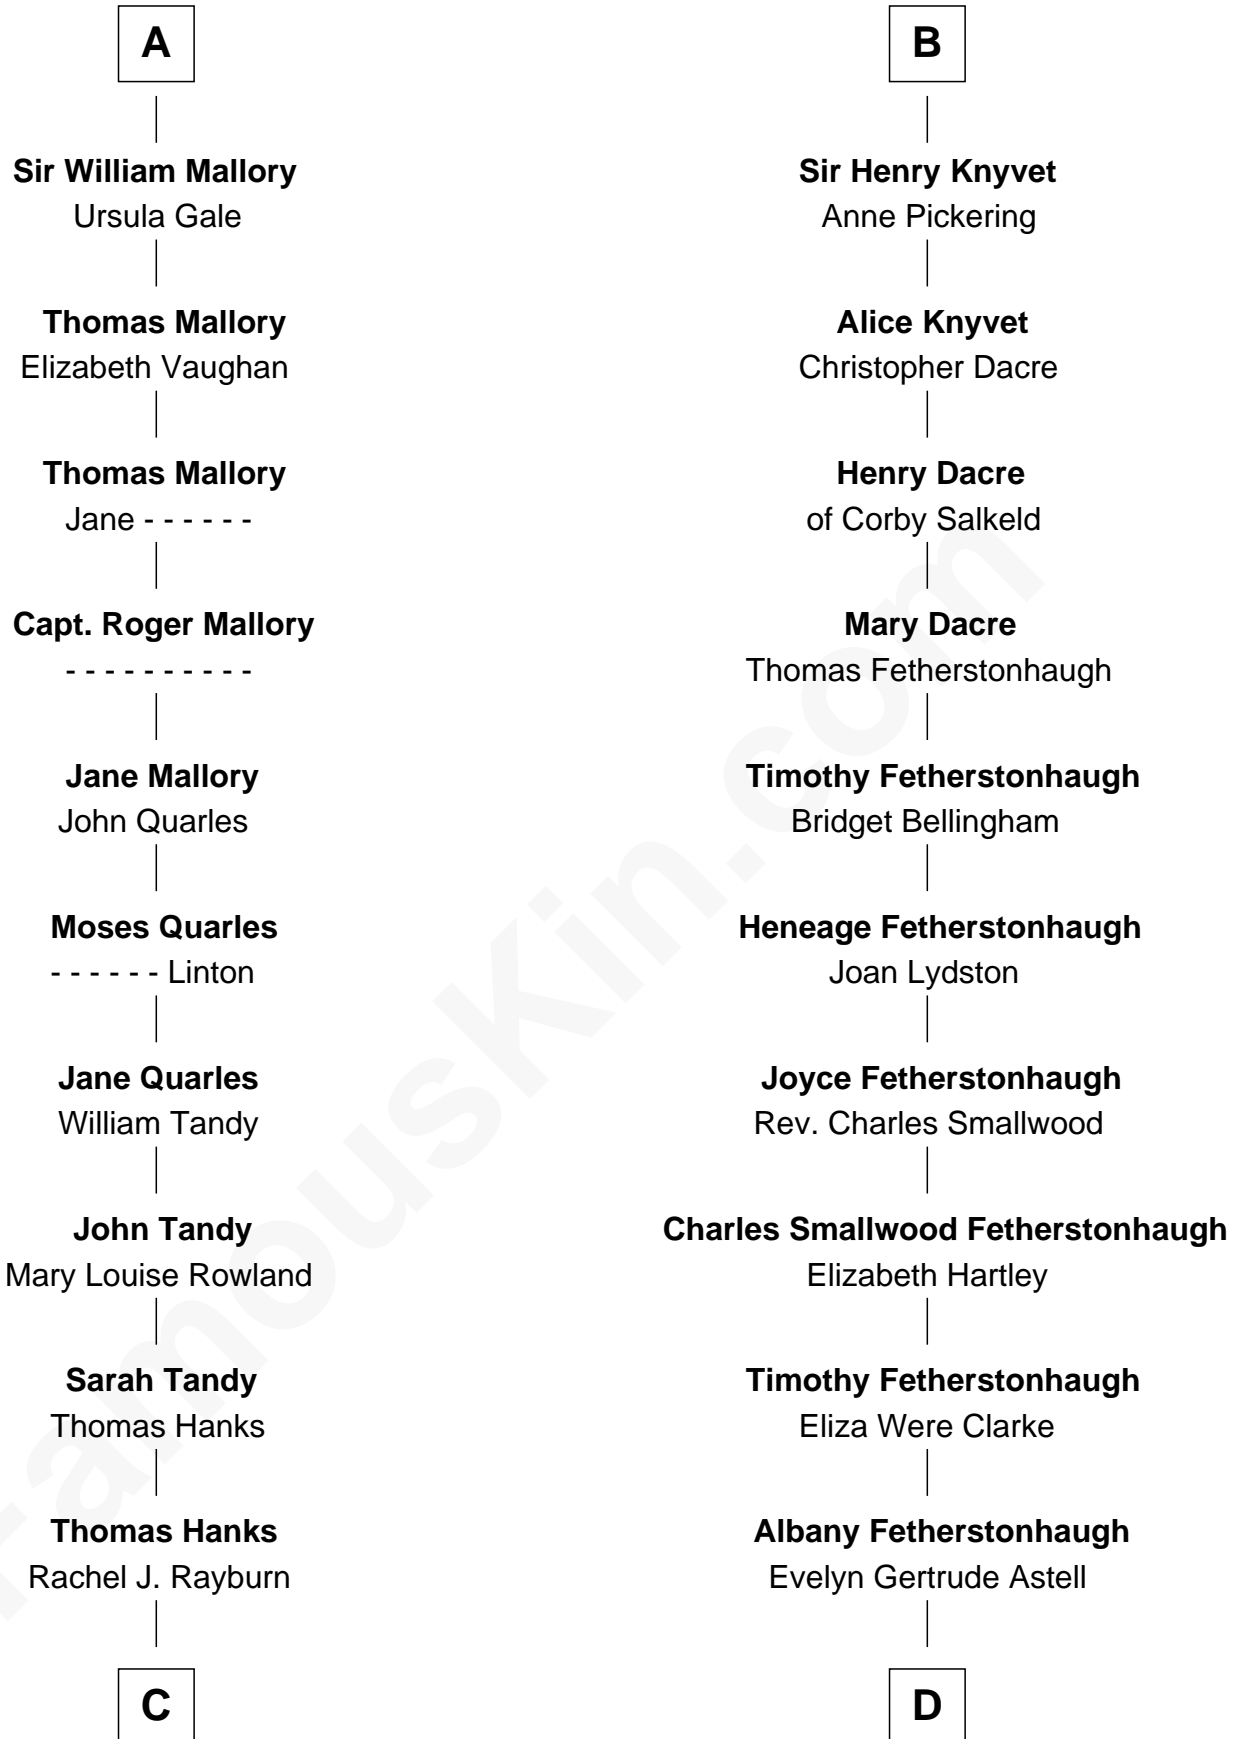 A
Sir William Mallory
Ursula Gale
Thomas Mallory
Elizabeth Vaughan
Thomas Mallory
Jane - - - - - -
Capt. Roger Mallory
- - - - - - - - - -
Jane Mallory
John Quarles
Moses Quarles
- - - - - - Linton
Jane Quarles
William Tandy
John Tandy
Mary Louise Rowland
Sarah Tandy
Thomas Hanks
Thomas Hanks
Rachel J. Rayburn
C
B
Sir Henry Knyvet
Anne Pickering
Alice Knyvet
Christopher Dacre
Henry Dacre
of Corby Salkeld
Mary Dacre
Thomas Fetherstonhaugh
Timothy Fetherstonhaugh
Bridget Bellingham
Heneage Fetherstonhaugh
Joan Lydston
Joyce Fetherstonhaugh
Rev. Charles Smallwood
Charles Smallwood Fetherstonhaugh
Elizabeth Hartley
Timothy Fetherstonhaugh
Eliza Were Clarke
Albany Fetherstonhaugh
Evelyn Gertrude Astell
D
FamousKin.com